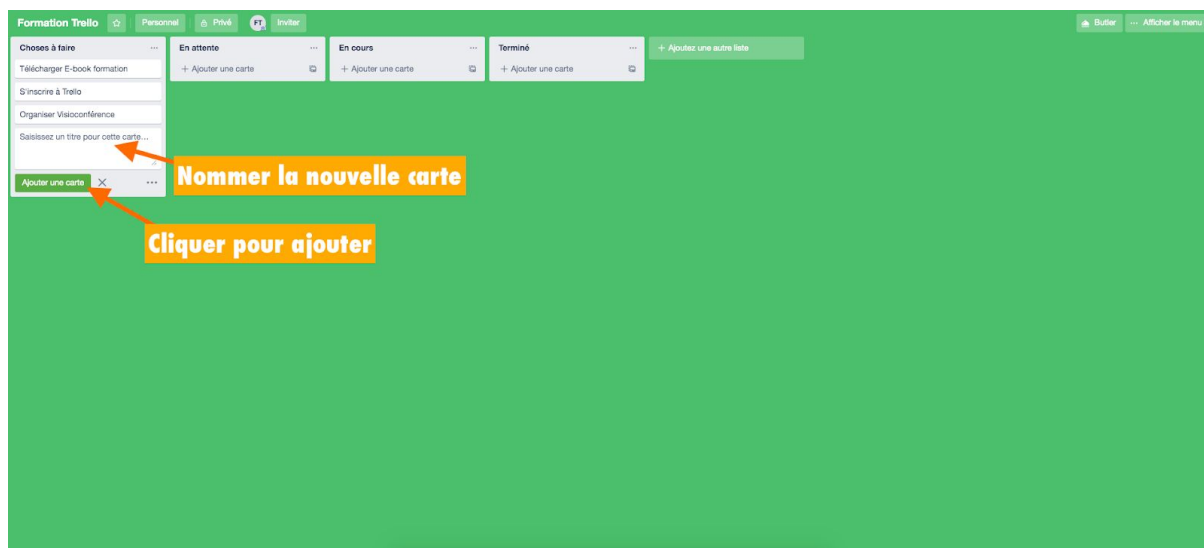 Formation Trello Personnel Privé FT Inviter Butler ... Afficher le menu
Choses à faire ...
Télécharger E-book formation
S'inscrire à Trello
Organiser Visioconférence
Saisissez un titre pour cette carte...
Ajouter une carte ...
En attente ...
+ Ajouter une carte
En cours ...
+ Ajouter une carte
Terminé ...
+ Ajouter une carte
+ Ajoutez une autre liste
Nommer la nouvelle carte
Cliquer pour ajouter